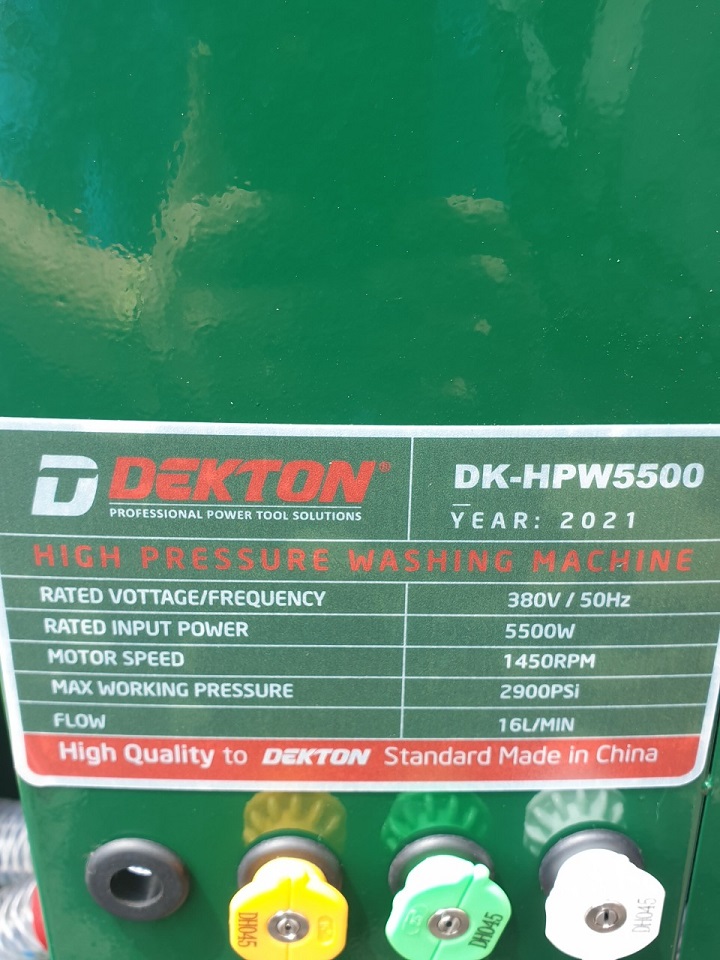 DEKTON®
PROFESSIONAL POWER TOOL SOLUTIONS
DK-HPW5500
YEAR: 2021
HIGH PRESSURE WASHING MACHINE
RATED VOTTAGE/FREQUENCY 380V / 50Hz
RATED INPUT POWER 5500W
MOTOR SPEED 1450RPM
MAX WORKING PRESSURE 2900PSi
FLOW 16L/MIN
High Quality to DEKTON Standard Made in China
DH045 DH045 DH045